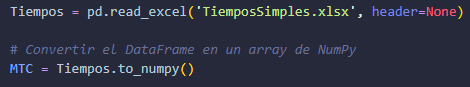 Tiempos = pd.read_excel('TiemposSimples.xlsx', header=None)
# Convertir el DataFrame en un array de NumPy
MTC = Tiempos.to_numpy()